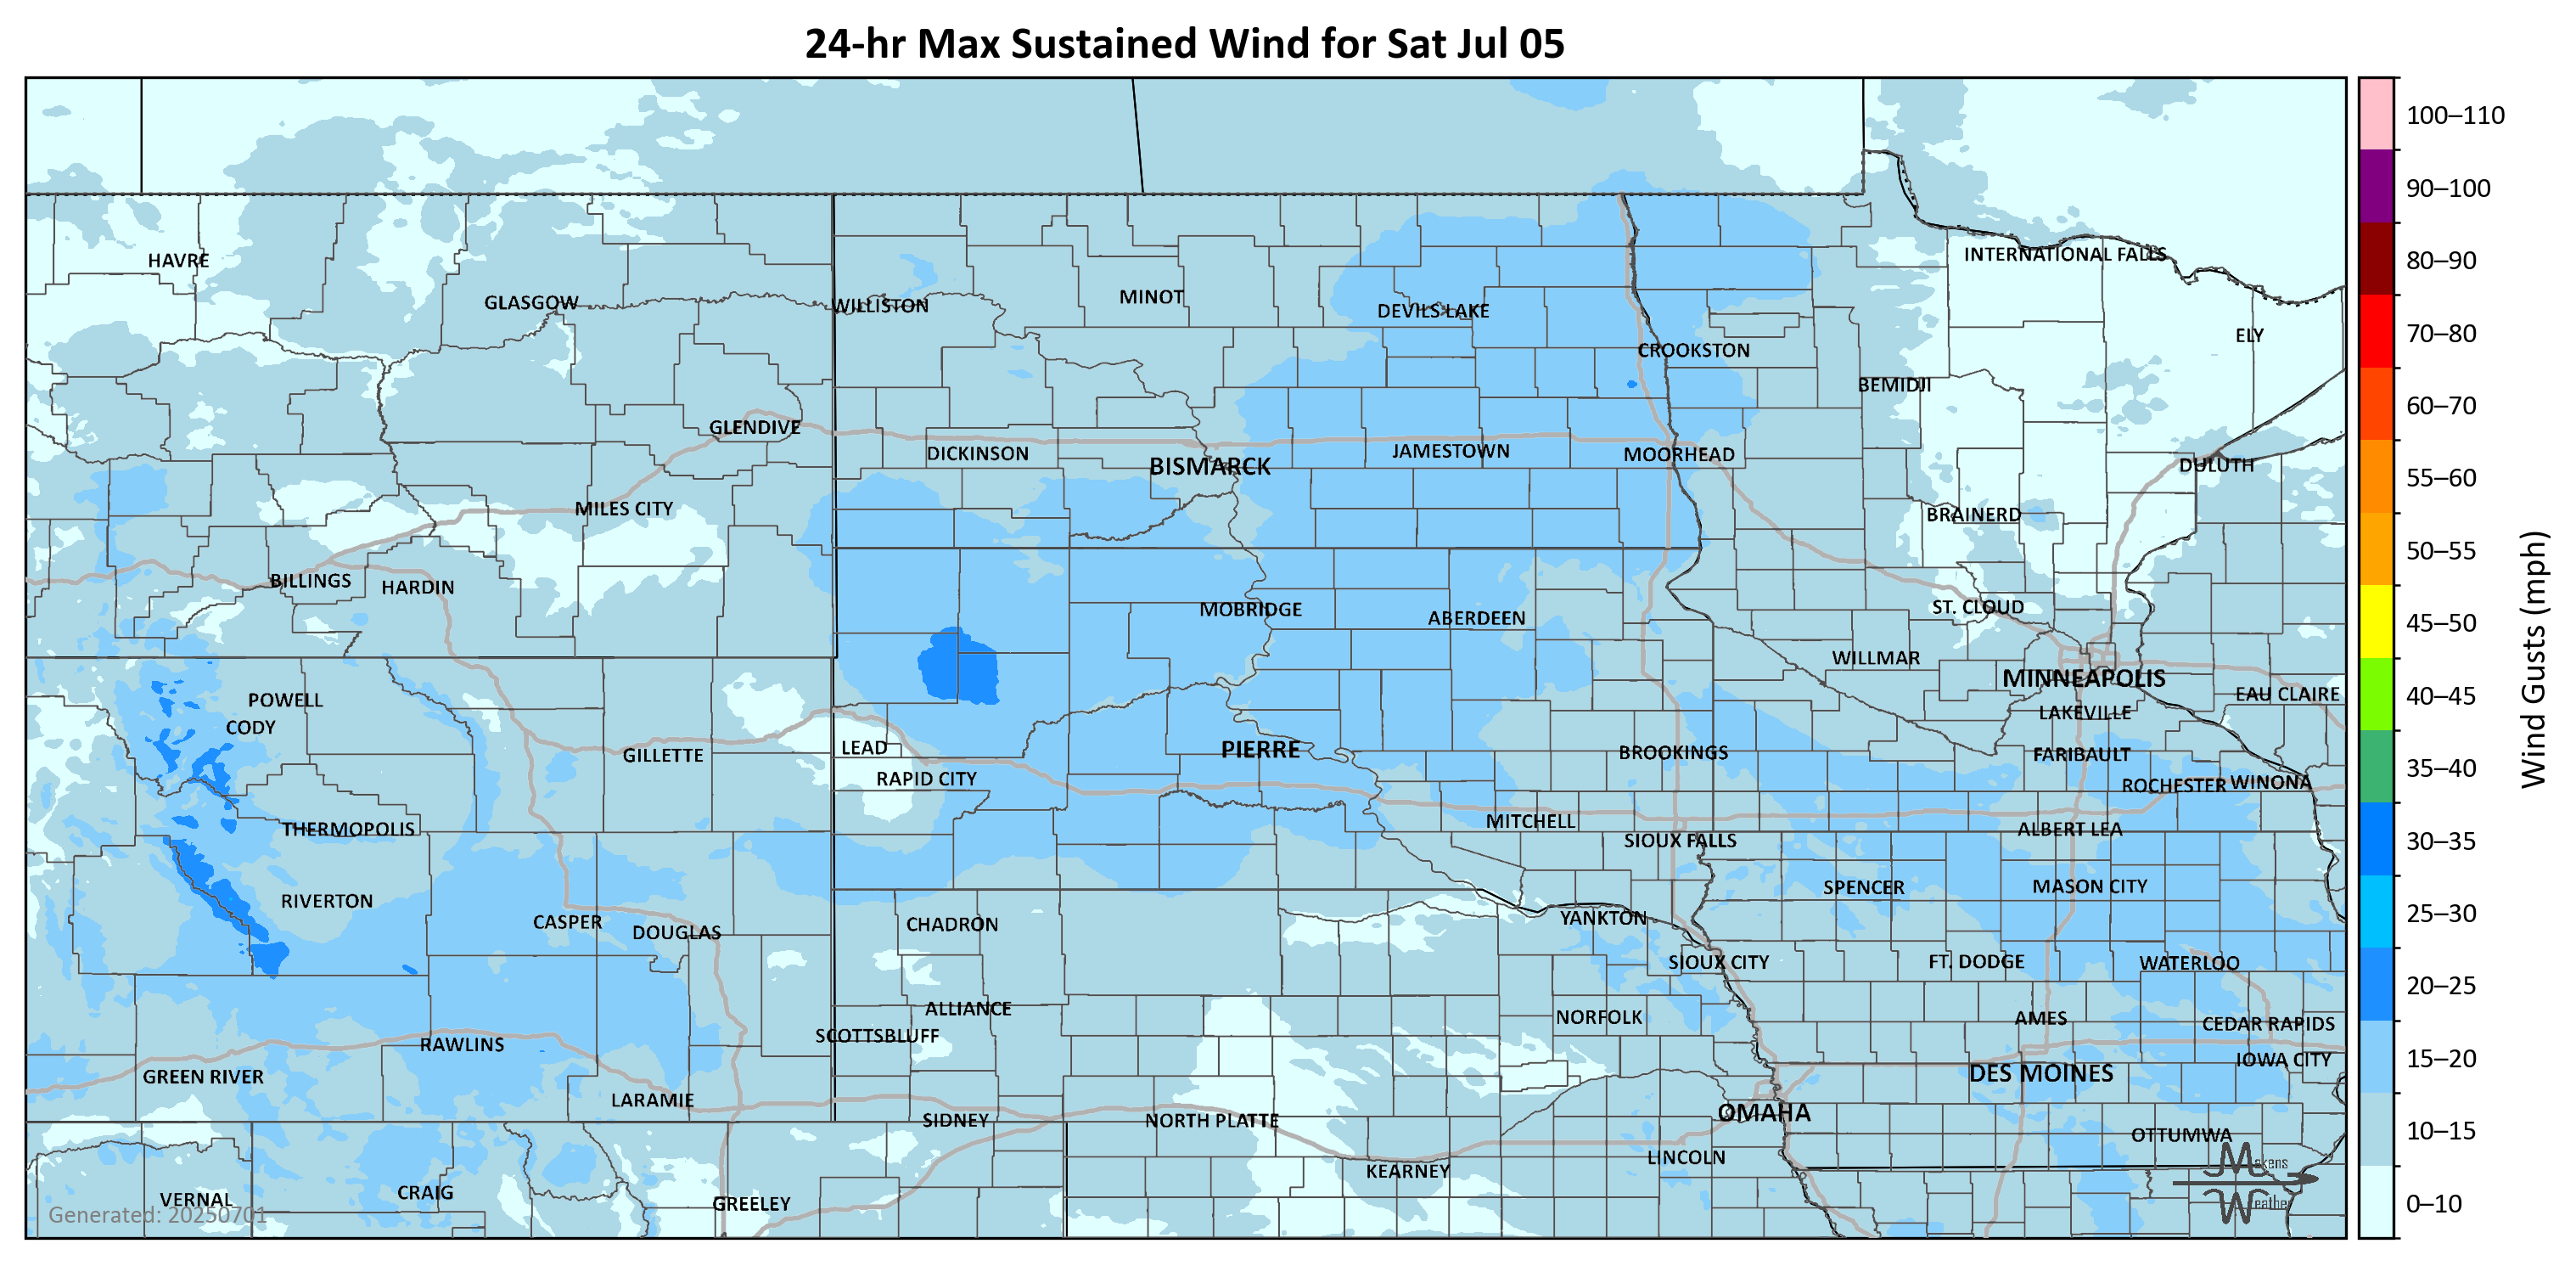 24-hr Max Sustained Wind for Sat Jul 05
100–110
90–100
80–90
70–80
60–70
55–60
50–55
45–50
40–45
35–40
30–35
25–30
20–25
15–20
10–15
0–10
Wind Gusts (mph)
HAVRE
INTERNATIONAL FALLS
GLASGOW
WILLISTON
MINOT
DEVILS LAKE
ELY
CROOKSTON
BEMIDJI
GLENDIVE
DICKINSON
BISMARCK
JAMESTOWN
MOORHEAD
DULUTH
MILES CITY
BRAINERD
BILLINGS
HARDIN
MOBRIDGE
ABERDEEN
ST. CLOUD
WILLMAR
MINNEAPOLIS
POWELL
EAU CLAIRE
CODY
LAKEVILLE
GILLETTE
LEAD
PIERRE
BROOKINGS
FARIBAULT
RAPID CITY
ROCHESTER
WINONA
THERMOPOLIS
MITCHELL
ALBERT LEA
SIOUX FALLS
RIVERTON
SPENCER
MASON CITY
CASPER
DOUGLAS
CHADRON
YANKTON
SIOUX CITY
FT. DODGE
WATERLOO
ALLIANCE
NORFOLK
AMES
CEDAR RAPIDS
SCOTTSBLUFF
RAWLINS
IOWA CITY
GREEN RIVER
DES MOINES
LARAMIE
SIDNEY
NORTH PLATTE
OMAHA
OTTUMWA
KEARNEY
LINCOLN
VERNAL
CRAIG
GREELEY
Generated: 20250701
Makens
Weather